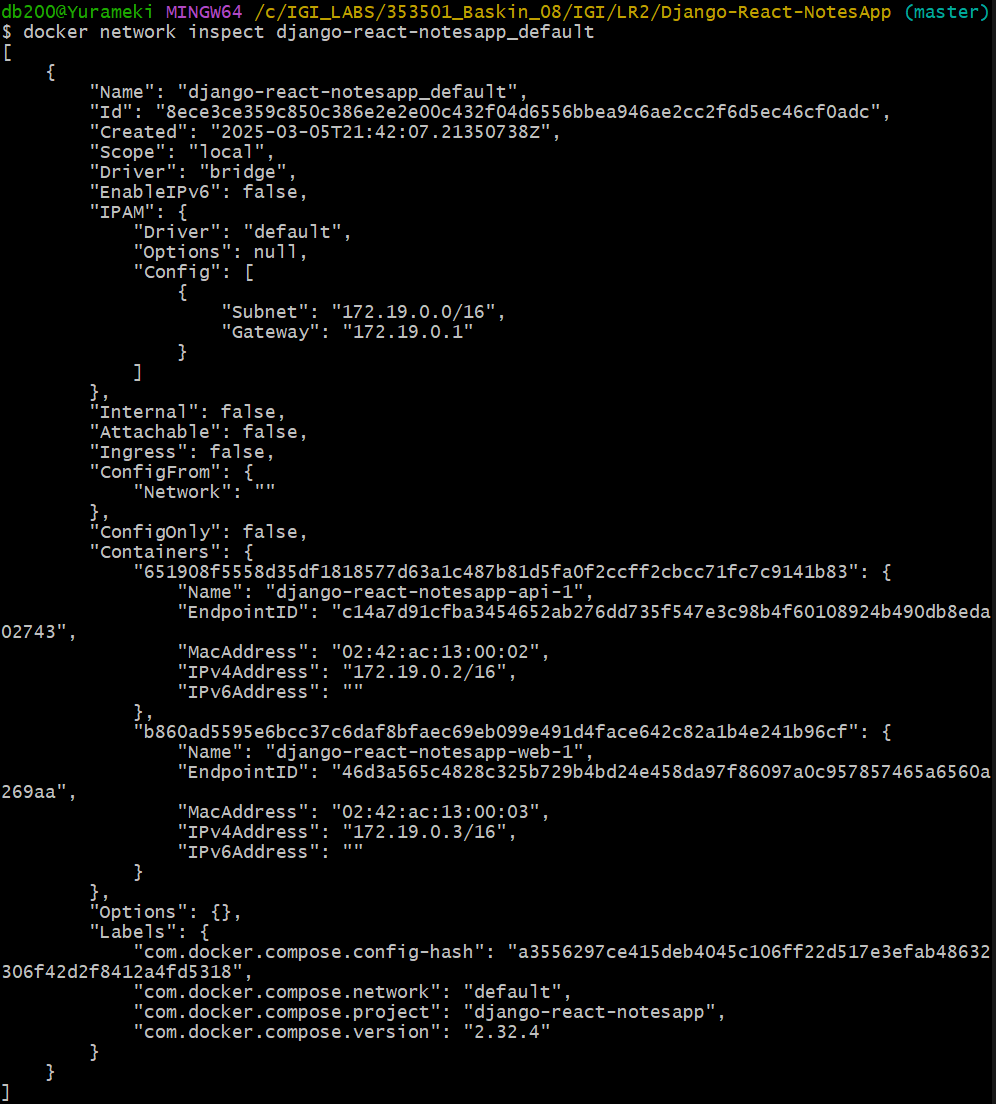 db200@Yurameki MINGW64 /c/IGI_LABS/353501_Baskin_08/IGI/LR2/Django-React-NotesApp (master)
$ docker network inspect django-react-notesapp_default
[
    {
        "Name": "django-react-notesapp_default",
        "Id": "8ece3ce359c850c386e2e2e00c432f04d6556bbea946ae2cc2f6d5ec46cf0adc",
        "Created": "2025-03-05T21:42:07.21350738Z",
        "Scope": "local",
        "Driver": "bridge",
        "EnableIPv6": false,
        "IPAM": {
            "Driver": "default",
            "Options": null,
            "Config": [
                {
                    "Subnet": "172.19.0.0/16",
                    "Gateway": "172.19.0.1"
                }
            ]
        },
        "Internal": false,
        "Attachable": false,
        "Ingress": false,
        "ConfigFrom": {
            "Network": ""
        },
        "ConfigOnly": false,
        "Containers": {
            "651908f5558d35df1818577d63a1c487b81d5fa0f2ccff2cbcc71fc7c9141b83": {
                "Name": "django-react-notesapp-api-1",
                "EndpointID": "c14a7d91cfba3454652ab276dd735f547e3c98b4f60108924b490db8eda
02743",
                "MacAddress": "02:42:ac:13:00:02",
                "IPv4Address": "172.19.0.2/16",
                "IPv6Address": ""
            },
            "b860ad5595e6bcc37c6daf8bfaec69eb099e491d4face642c82a1b4e241b96cf": {
                "Name": "django-react-notesapp-web-1",
                "EndpointID": "46d3a565c4828c325b729b4bd24e458da97f86097a0c957857465a6560a
269aa",
                "MacAddress": "02:42:ac:13:00:03",
                "IPv4Address": "172.19.0.3/16",
                "IPv6Address": ""
            }
        },
        "Options": {},
        "Labels": {
            "com.docker.compose.config-hash": "a3556297ce415deb4045c106ff22d517e3efab48632
306f42d2f8412a4fd5318",
            "com.docker.compose.network": "default",
            "com.docker.compose.project": "django-react-notesapp",
            "com.docker.compose.version": "2.32.4"
        }
    }
]